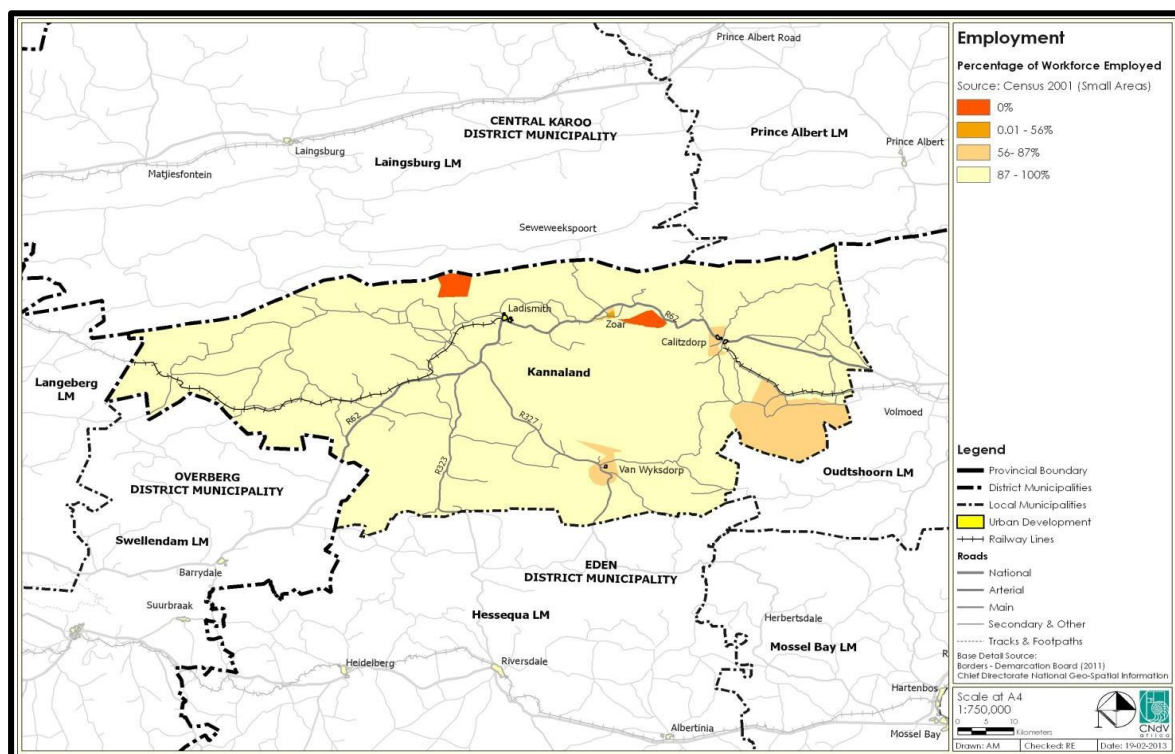 Prince Albert Road
CENTRAL KAROO
DISTRICT MUNICIPALITY
Prince Albert LM
Laingsburg
Laingsburg LM
Prince Albert
Matjiesfontein
Seweweekspoort
Ladismith
Zoar
R62
Calitzdorp
Langeberg
LM
Kannaland
Volmoed
R62
R327
R323
Van Wyksdorp
Oudtshoorn LM
OVERBERG
DISTRICT MUNICIPALITY
Swellendam LM
EDEN
DISTRICT MUNICIPALITY
Barrydale
Suurbraak
Hessequa LM
Herbertsdale
Mossel Bay LM
Heidelberg
Riversdale
Hartenbos
Albertinia
Mossel Bay
Employment
Percentage of Workforce Employed
Source: Census 2001 (Small Areas)
0%
0.01 - 56%
56- 87%
87 - 100%
Legend
Provincial Boundary
District Municipalities
Local Municipalities
Urban Development
Railway Lines
Roads
National
Arterial
Main
Secondary & Other
Tracks & Footpaths
Base Detail Source:
Borders - Demarcation Board (2011)
Chief Directorate National Geo-Spatial Information
Scale at A4
1:750,000
0 5 10
Kilometers
N
CNdV
africa
Drawn: AM Checked: RE